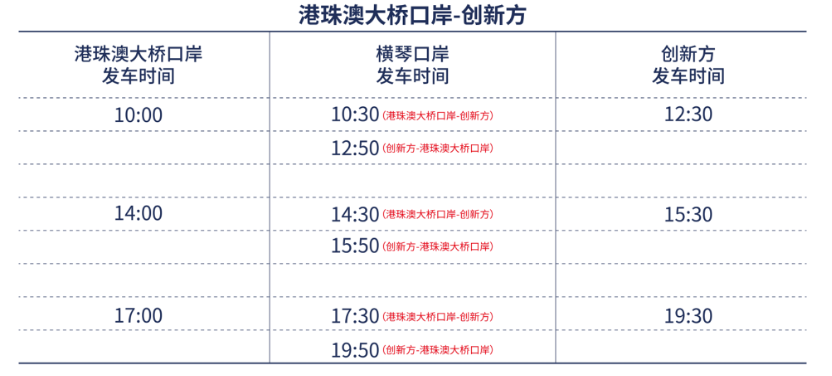 港珠澳大桥口岸-创新方
港珠澳大桥口岸 横琴口岸 创新方
发车时间 发车时间 发车时间
10:00 10:30(港珠澳大桥口岸-创新方) 12:30
12:50(创新方-港珠澳大桥口岸)
14:00 14:30(港珠澳大桥口岸-创新方) 15:30
15:50(创新方-港珠澳大桥口岸)
17:00 17:30(港珠澳大桥口岸-创新方) 19:30
19:50(创新方-港珠澳大桥口岸)